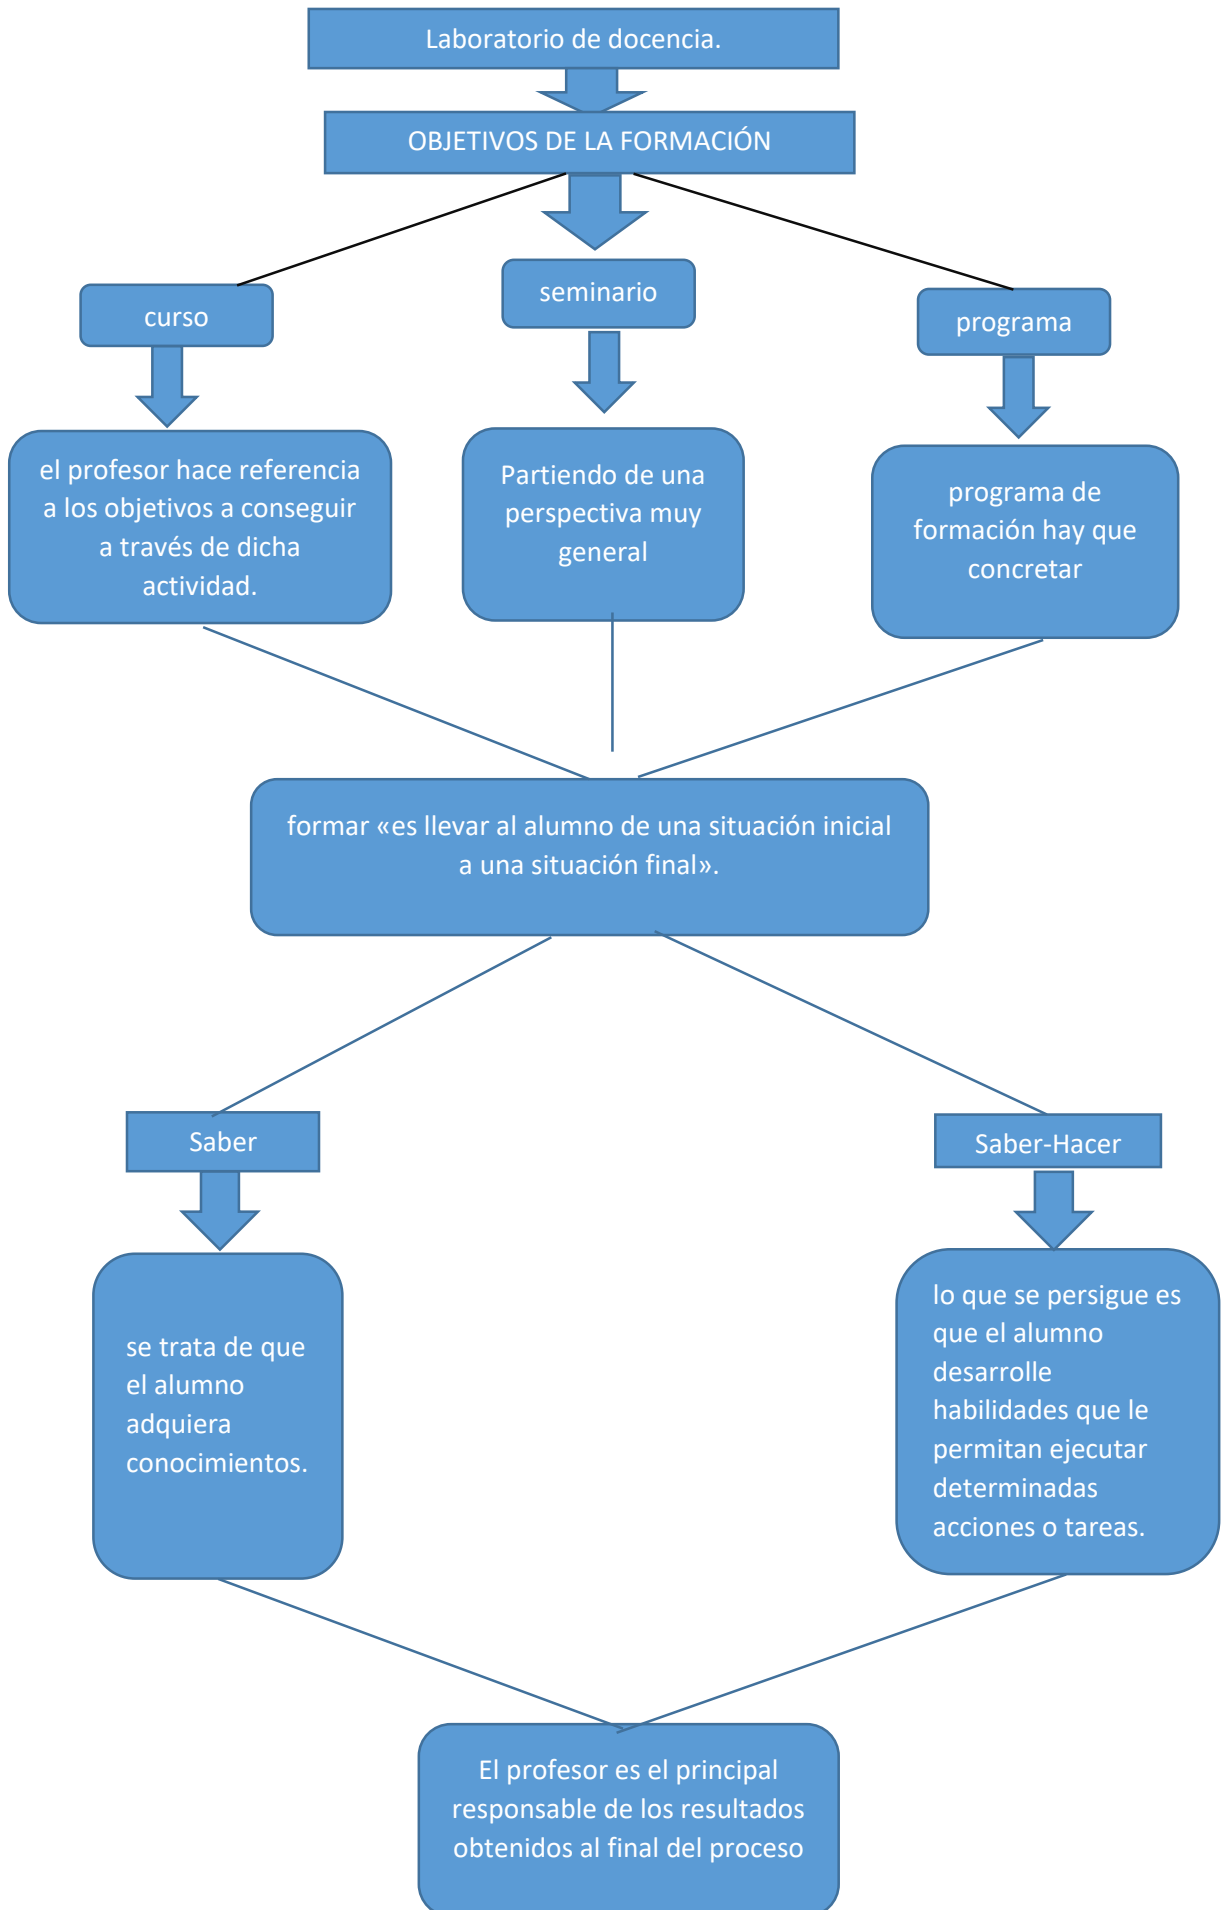 Laboratorio de docencia.
OBJETIVOS DE LA FORMACIÓN
curso
seminario
programa
el profesor hace referencia
a los objetivos a conseguir
a través de dicha
actividad.
Partiendo de una
perspectiva muy
general
programa de
formación hay que
concretar
formar «es llevar al alumno de una situación inicial
a una situación final».
Saber
Saber-Hacer
se trata de que
el alumno
adquiera
conocimientos.
lo que se persigue es
que el alumno
desarrolle
habilidades que le
permitan ejecutar
determinadas
acciones o tareas.
El profesor es el principal
responsable de los resultados
obtenidos al final del proceso